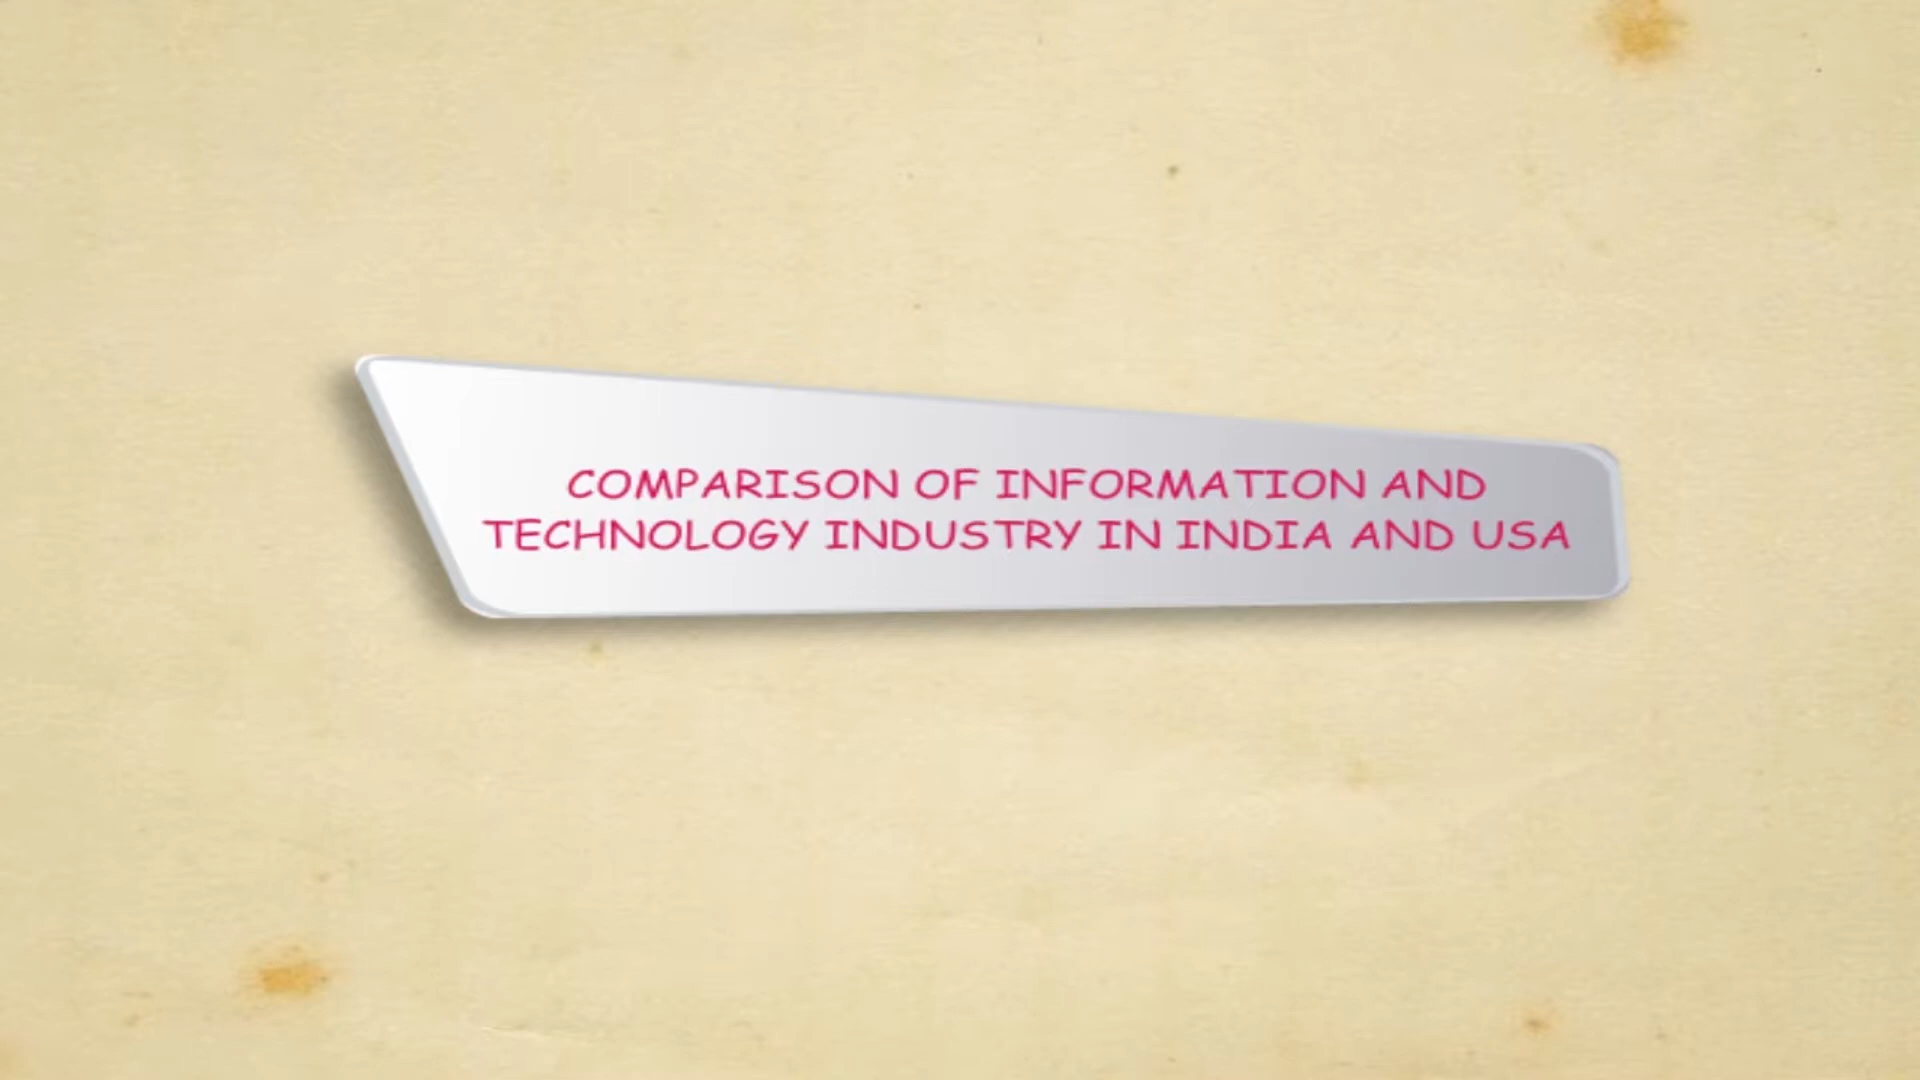 COMPARISON OF INFORMATION AND
TECHNOLOGY INDUSTRY IN INDIA AND USA